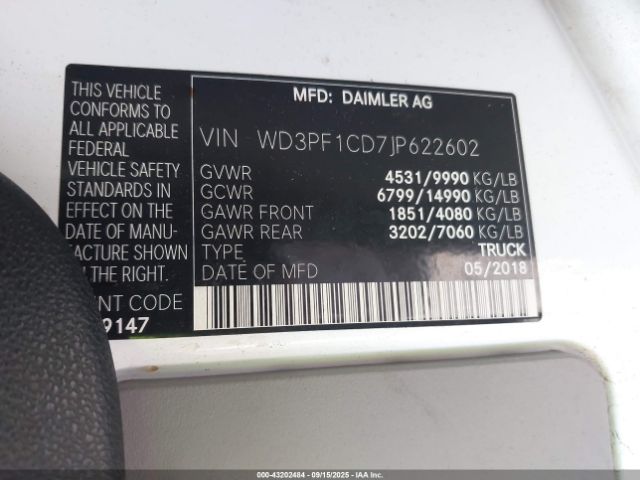 THIS VEHICLE
CONFORMS TO
ALL APPLICABLE
FEDERAL
VEHICLE SAFETY
STANDARDS IN
EFFECT ON THE
DATE OF MANU-
FACTURE SHOWN
ON THE RIGHT.
NT CODE
9147
MFD: DAIMLER AG
VIN WD3PF1CD7JP622602
GVWR 4531/9990 KG/LB
GCWR 6799/14990 KG/LB
GAWR FRONT 1851/4080 KG/LB
GAWR REAR 3202/7060 KG/LB
TYPE TRUCK
DATE OF MFD 05/2018
000-43202484 - 09/15/2025 - IAA Inc.